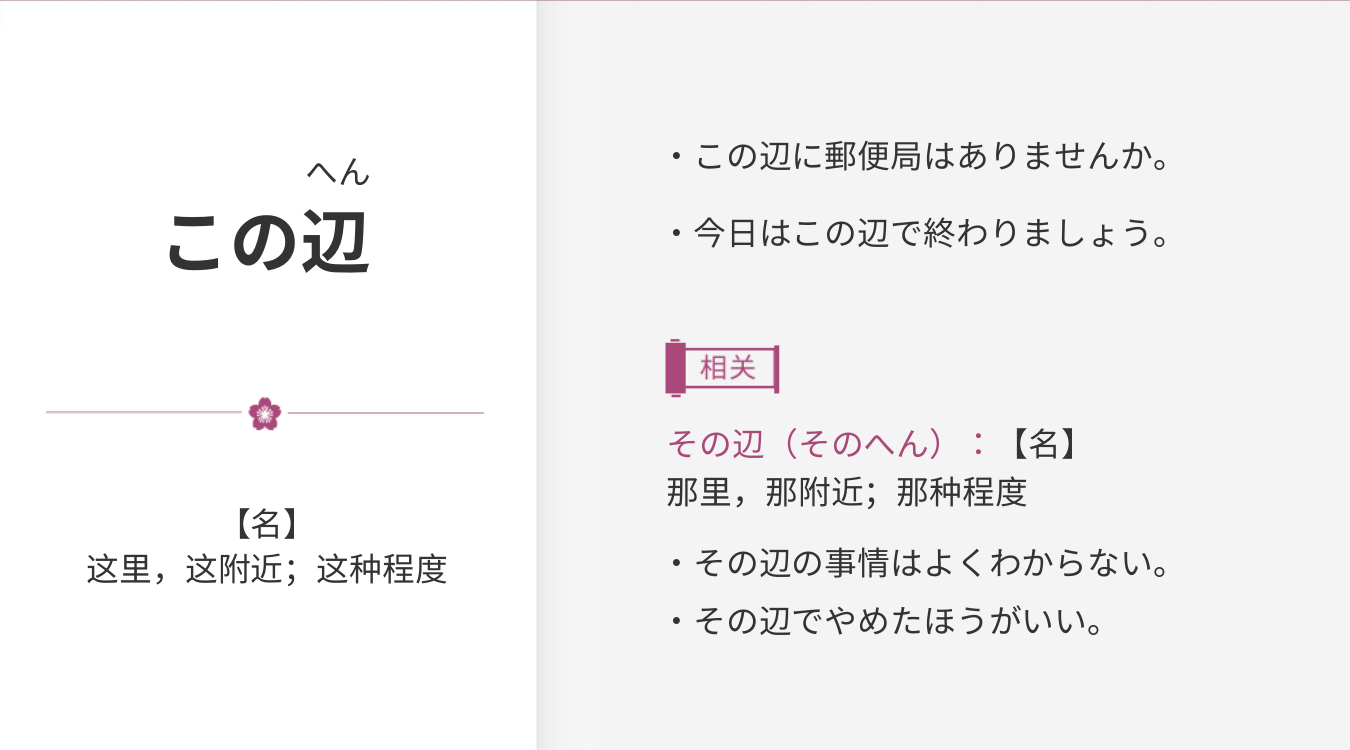 へん
この辺
【名】
这里，这附近；这种程度
・この辺に郵便局はありませんか。
・今日はこの辺で終わりましょう。
相关
その辺（そのへん）：【名】
那里，那附近；那种程度
・その辺の事情はよくわからない。
・その辺でやめたほうがいい。